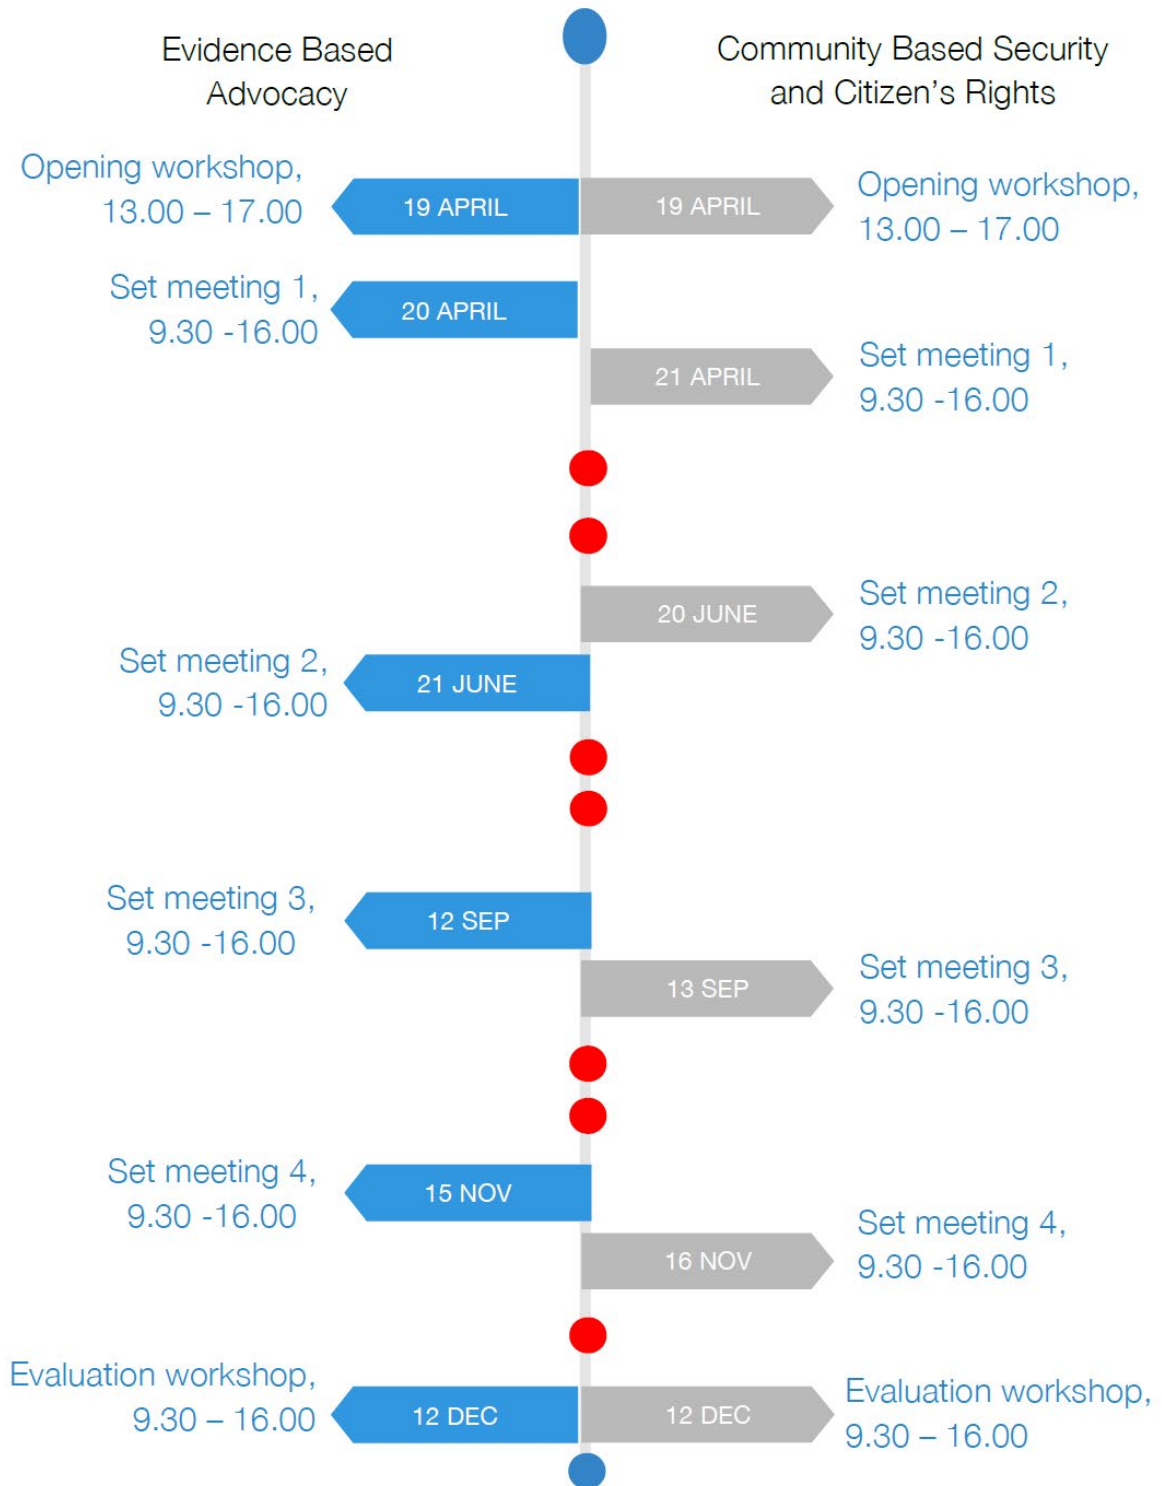 Evidence Based
Advocacy
Community Based Security
and Citizen's Rights
Opening workshop,
13.00 – 17.00
19 APRIL
19 APRIL
Opening workshop,
13.00 – 17.00
Set meeting 1,
9.30 -16.00
20 APRIL
21 APRIL
Set meeting 1,
9.30 -16.00
20 JUNE
Set meeting 2,
9.30 -16.00
Set meeting 2,
9.30 -16.00
21 JUNE
Set meeting 3,
9.30 -16.00
12 SEP
13 SEP
Set meeting 3,
9.30 -16.00
Set meeting 4,
9.30 -16.00
15 NOV
16 NOV
Set meeting 4,
9.30 -16.00
Evaluation workshop,
9.30 – 16.00
12 DEC
12 DEC
Evaluation workshop,
9.30 – 16.00